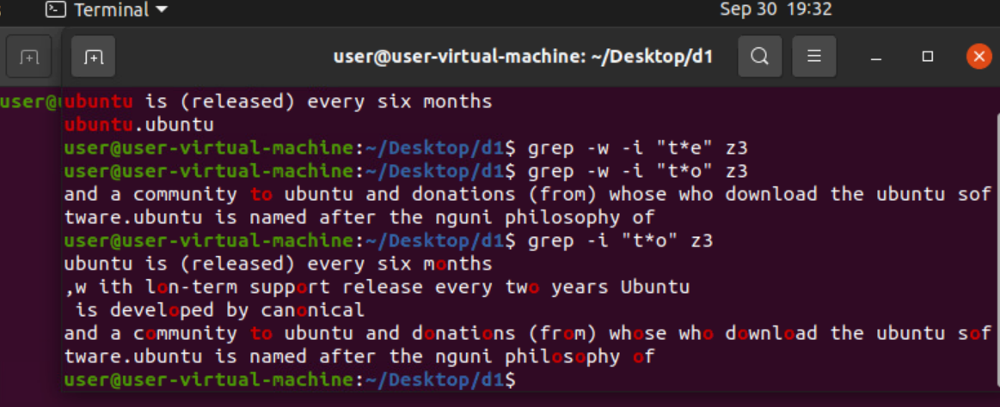 Terminal
Sep 30 19:32
user@user-virtual-machine: ~/Desktop/d1
user@ubuntu is (released) every six months
ubuntu.ubuntu
user@user-virtual-machine:~/Desktop/d1$ grep -w -i "t*e" z3
user@user-virtual-machine:~/Desktop/d1$ grep -w -i "t*o" z3
and a community to ubuntu and donations (from) whose who download the ubuntu sof
tware.ubuntu is named after the nguni philosophy of
user@user-virtual-machine:~/Desktop/d1$ grep -i "t*o" z3
ubuntu is (released) every six months
,w ith lon-term support release every two years Ubuntu
 is developed by canonical
and a community to ubuntu and donations (from) whose who download the ubuntu sof
tware.ubuntu is named after the nguni philosophy of
user@user-virtual-machine:~/Desktop/d1$